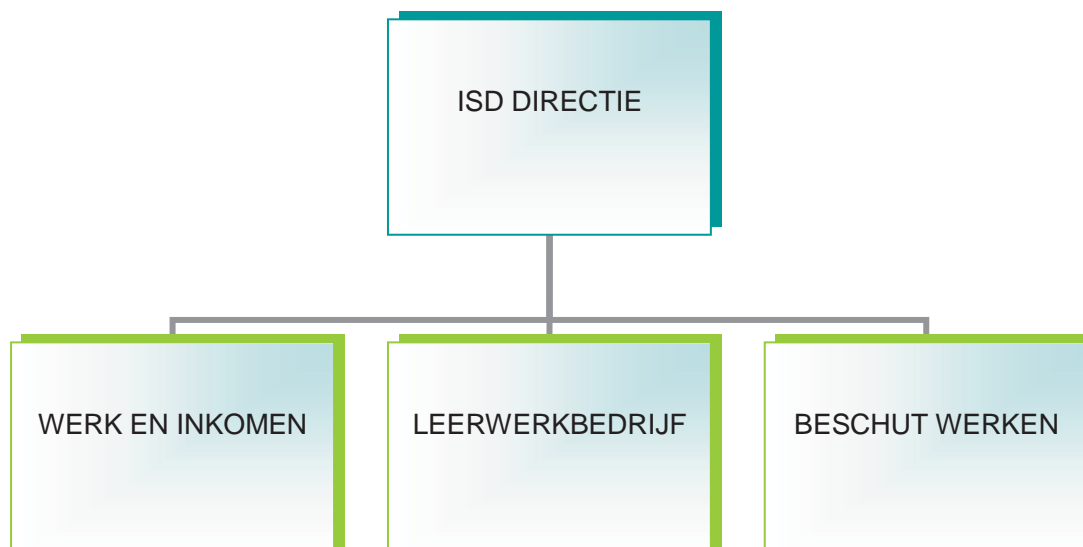 ISD DIRECTIE
WERK EN INKOMEN
LEERWERKBEDRIJF
BESCHUT WERKEN